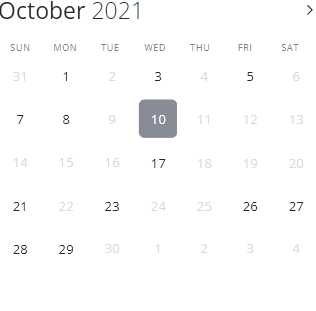 October 2021
SUN MON TUE WED THU FRI SAT
31 1 2 3 4 5 6
7 8 9 10 11 12 13
14 15 16 17 18 19 20
21 22 23 24 25 26 27
28 29 30 1 2 3 4